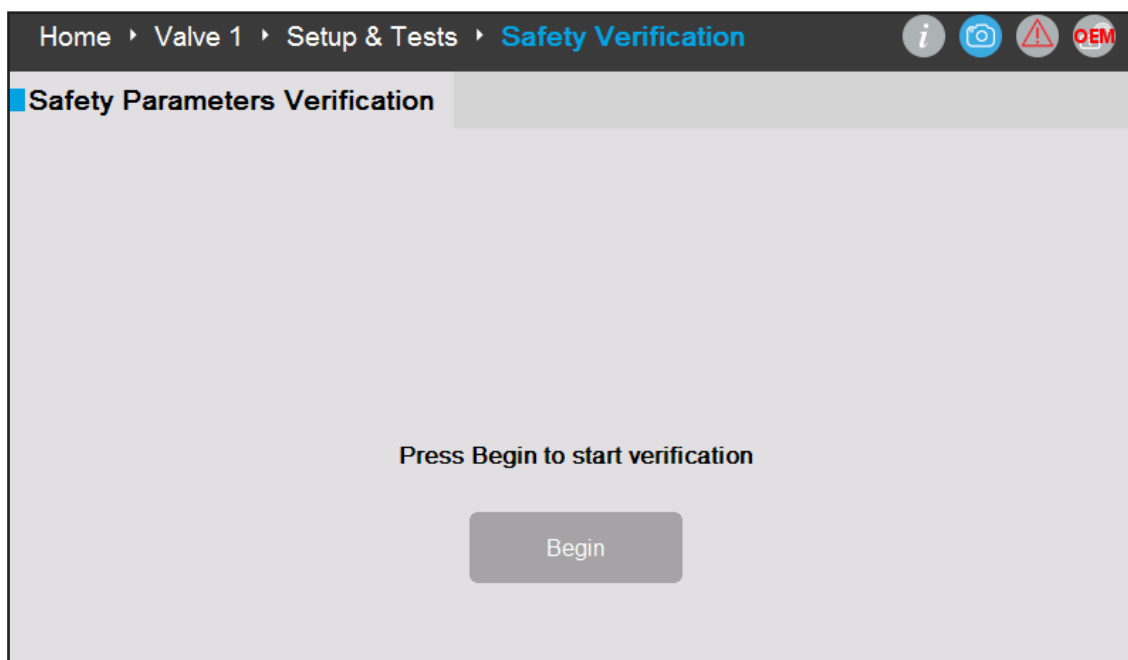 Home ‣ Valve 1 ‣ Setup & Tests ‣ Safety Verification i OEM
Safety Parameters Verification
Press Begin to start verification
Begin